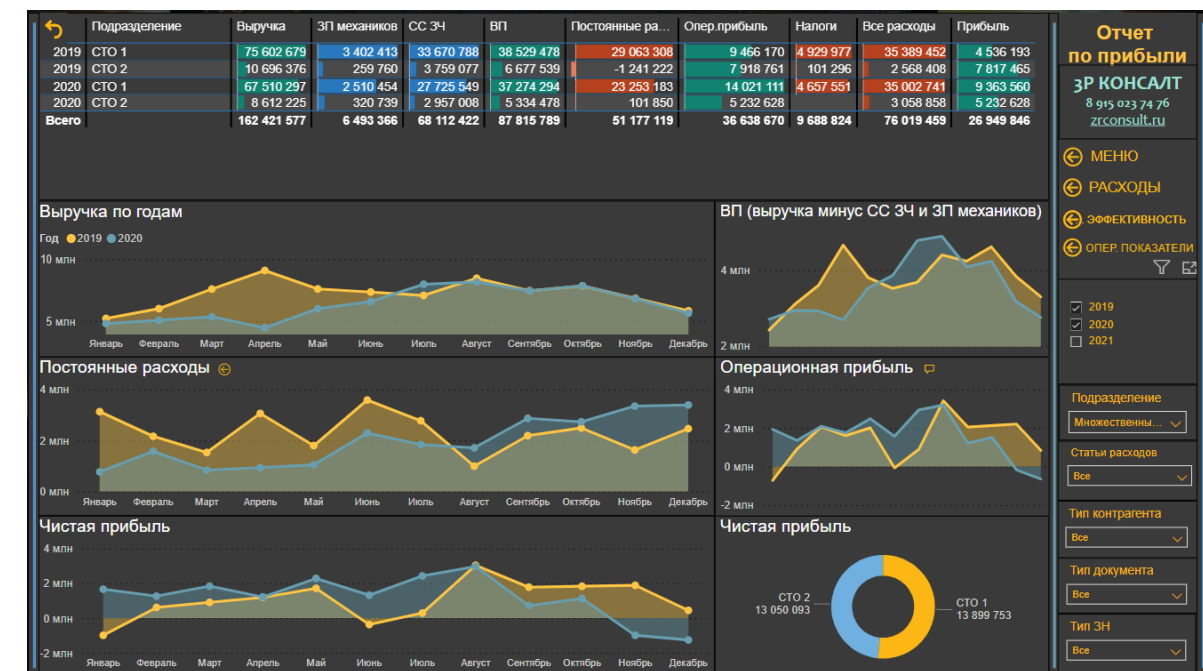 Подразделение Выручка ЗП механиков СС ЗЧ ВП Постоянные ра... Опер.прибыль Налоги Все расходы Прибыль
2019 СТО 1 75 602 679 3 402 413 33 670 788 38 529 478 29 063 308 9 466 170 4 929 977 35 389 452 4 536 193
2019 СТО 2 10 696 376 259 760 3 759 077 6 677 539 -1 241 222 7 918 761 101 296 2 568 408 7 817 465
2020 СТО 1 67 510 297 2 510 454 27 725 549 37 274 294 23 253 183 14 021 111 4 657 551 35 002 741 9 363 560
2020 СТО 2 8 612 225 320 739 2 957 008 5 334 478 101 850 5 232 628 3 058 858 5 232 628
Всего 162 421 577 6 493 366 68 112 422 87 815 789 51 177 119 36 638 670 9 688 824 76 019 459 26 949 846
Выручка по годам
Год 2019 2020
10 млн
5 млн
Январь Февраль Март Апрель Май Июнь Июль Август Сентябрь Октябрь Ноябрь Декабрь
ВП (выручка минус СС ЗЧ и ЗП механиков)
4 млн
2 млн
Постоянные расходы
4 млн
2 млн
0 млн
Январь Февраль Март Апрель Май Июнь Июль Август Сентябрь Октябрь Ноябрь Декабрь
Операционная прибыль
4 млн
2 млн
0 млн
-2 млн
Чистая прибыль
4 млн
2 млн
0 млн
-2 млн
Январь Февраль Март Апрель Май Июнь Июль Август Сентябрь Октябрь Ноябрь Декабрь
Чистая прибыль
СТО 2
13 050 093
СТО 1
13 899 753
Отчет
по прибыли
3Р КОНСАЛТ
8 915 023 74 76
zrconsult.ru
МЕНЮ
РАСХОДЫ
ЭФФЕКТИВНОСТЬ
ОПЕР. ПОКАЗАТЕЛИ
2019
2020
2021
Подразделение
Множественны...
Статьи расходов
Все
Тип контрагента
Все
Тип документа
Все
Тип ЗН
Все